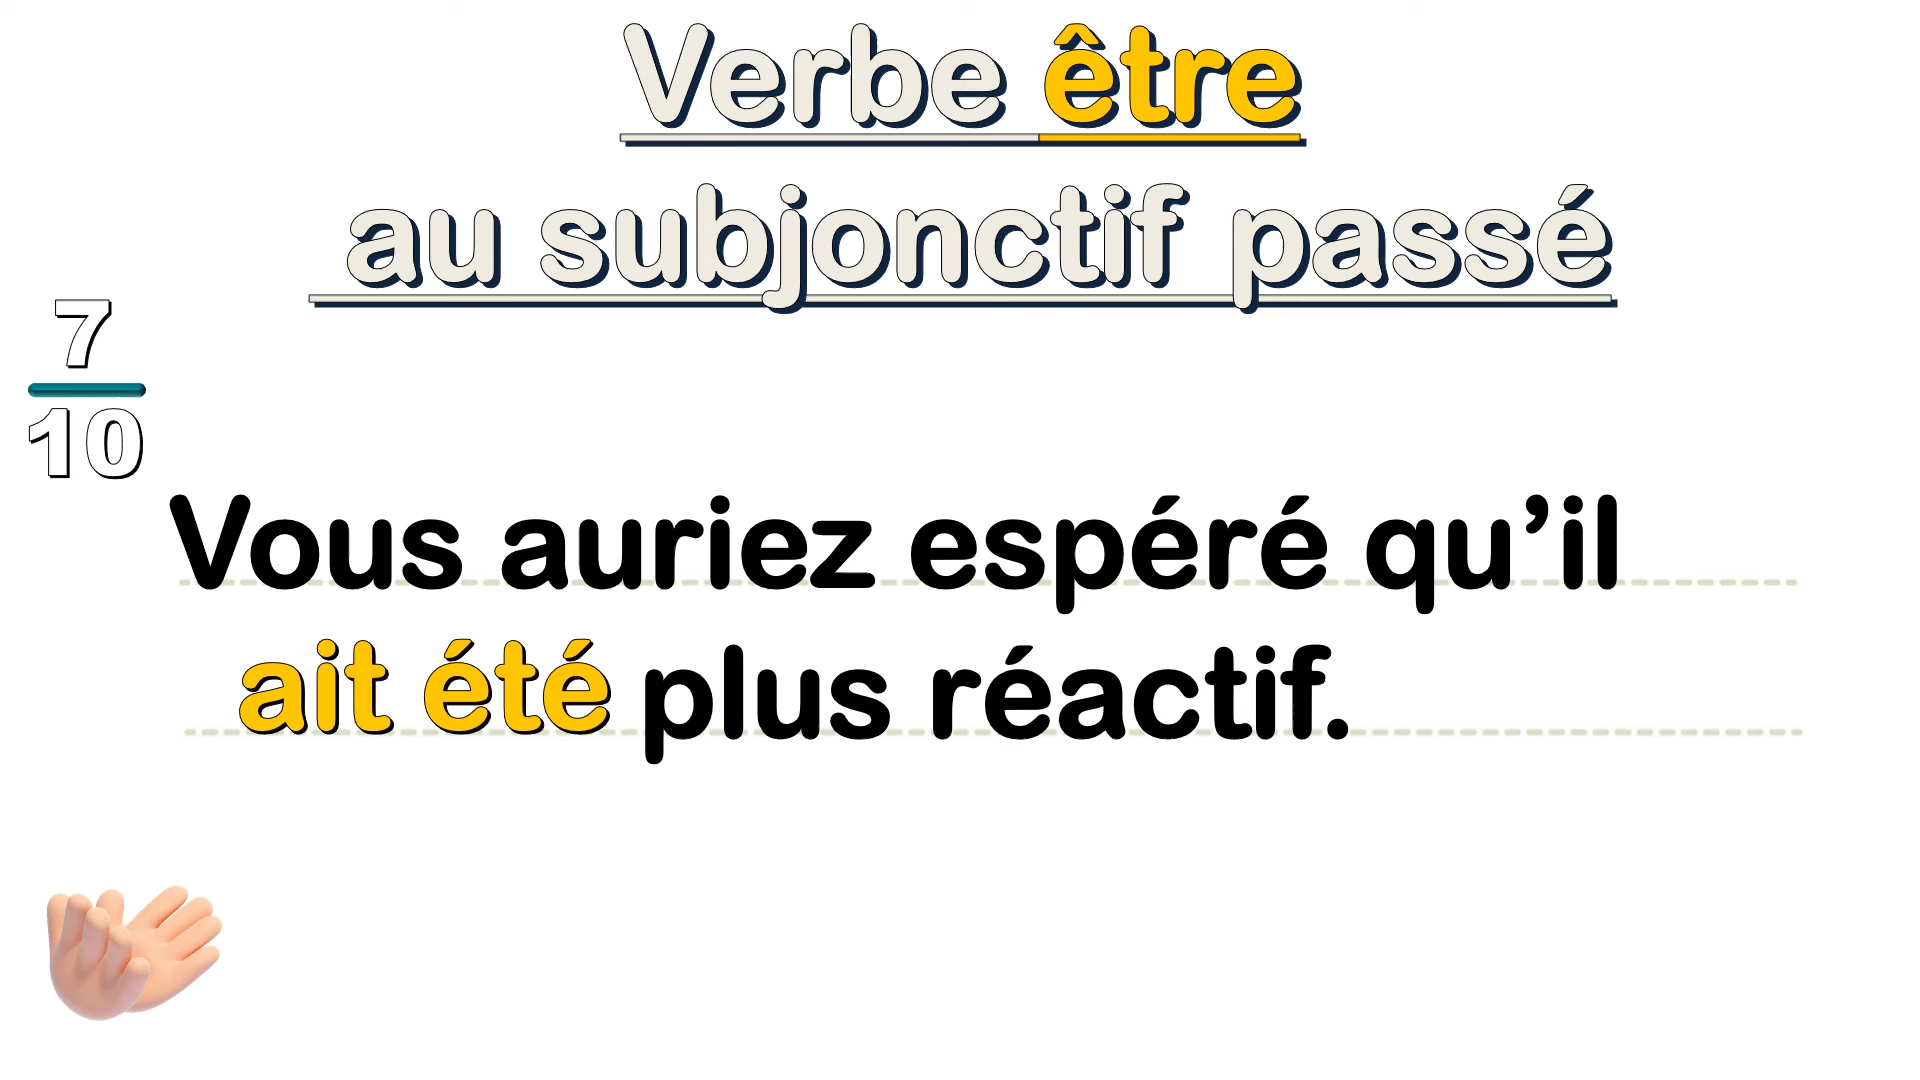 Verbe être
au subjonctif passé
7
10
Vous auriez espéré qu’il
ait été plus réactif.